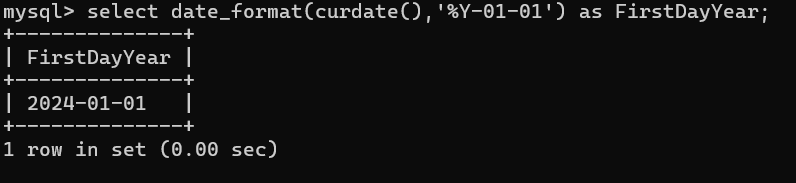 mysql> select date_format(curdate(),'%Y-01-01') as FirstDayYear;
+--------------+
| FirstDayYear |
+--------------+
| 2024-01-01   |
+--------------+
1 row in set (0.00 sec)